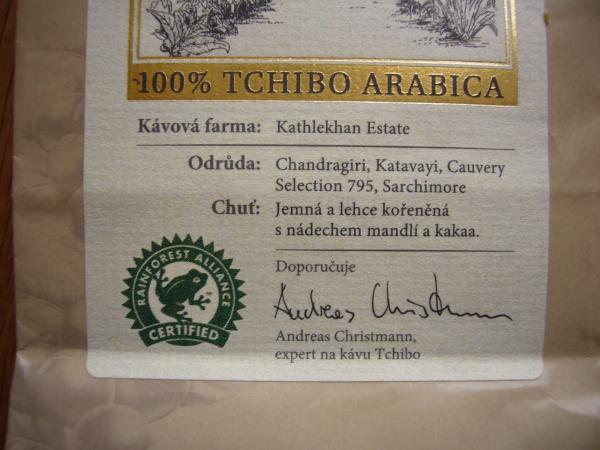 100% TCHIBO ARABICA
Kávová farma: Kathlekhan Estate
Odrůda: Chandragiri, Katavayi, Cauvery
Selection 795, Sarchimore
Chuť: Jemná a lehce kořeněná
s nádechem mandlí a kakaa.
RAINFOREST ALLIANCE
CERTIFIED
Doporučuje
Andreas Christmann
Andreas Christmann,
expert na kávu Tchibo